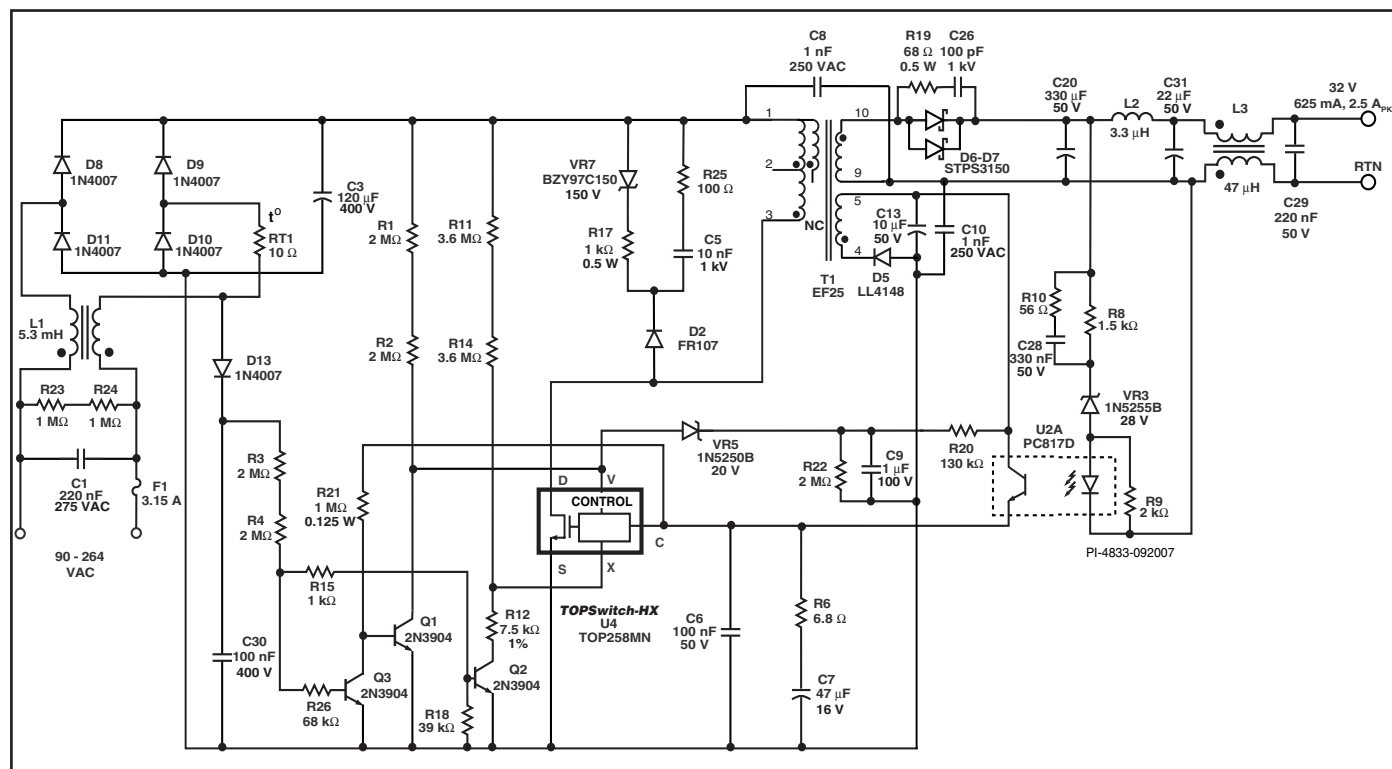 C8
1 nF
250 VAC
R19
68 Ω
0.5 W
C26
100 pF
1 kV
C20
330 µF
50 V
L2
3.3 µH
C31
22 µF
50 V
L3
47 µH
32 V
625 mA, 2.5 A PK
RTN
C29
220 nF
50 V
1
2
3
10
9
5
4
NC
T1
EF25
D6-D7
STPS3150
D8
1N4007
D9
1N4007
D11
1N4007
D10
1N4007
C3
120 µF
400 V
tO
RT1
10 Ω
R1
2 MΩ
R11
3.6 MΩ
VR7
BZY97C150
150 V
R25
100 Ω
R17
1 kΩ
0.5 W
C5
10 nF
1 kV
C13
10 µF
50 V
C10
1 nF
250 VAC
D5
LL4148
L1
5.3 mH
R2
2 MΩ
R14
3.6 MΩ
D2
FR107
R10
56 Ω
R8
1.5 kΩ
C28
330 nF
50 V
D13
1N4007
R23
1 MΩ
R24
1 MΩ
C1
220 nF
275 VAC
F1
3.15 A
90 - 264
VAC
R3
2 MΩ
R4
2 MΩ
R21
1 MΩ
0.125 W
VR5
1N5250B
20 V
R22
2 MΩ
C9
1 µF
100 V
R20
130 kΩ
VR3
1N5255B
28 V
U2A
PC817D
R9
2 kΩ
PI-4833-092007
D
V
CONTROL
C
S
X
TOPSwitch-HX
U4
TOP258MN
R15
1 kΩ
C30
100 nF
400 V
R26
68 kΩ
Q3
2N3904
Q1
2N3904
R12
7.5 kΩ
1%
Q2
2N3904
R18
39 kΩ
C6
100 nF
50 V
R6
6.8 Ω
C7
47 µF
16 V